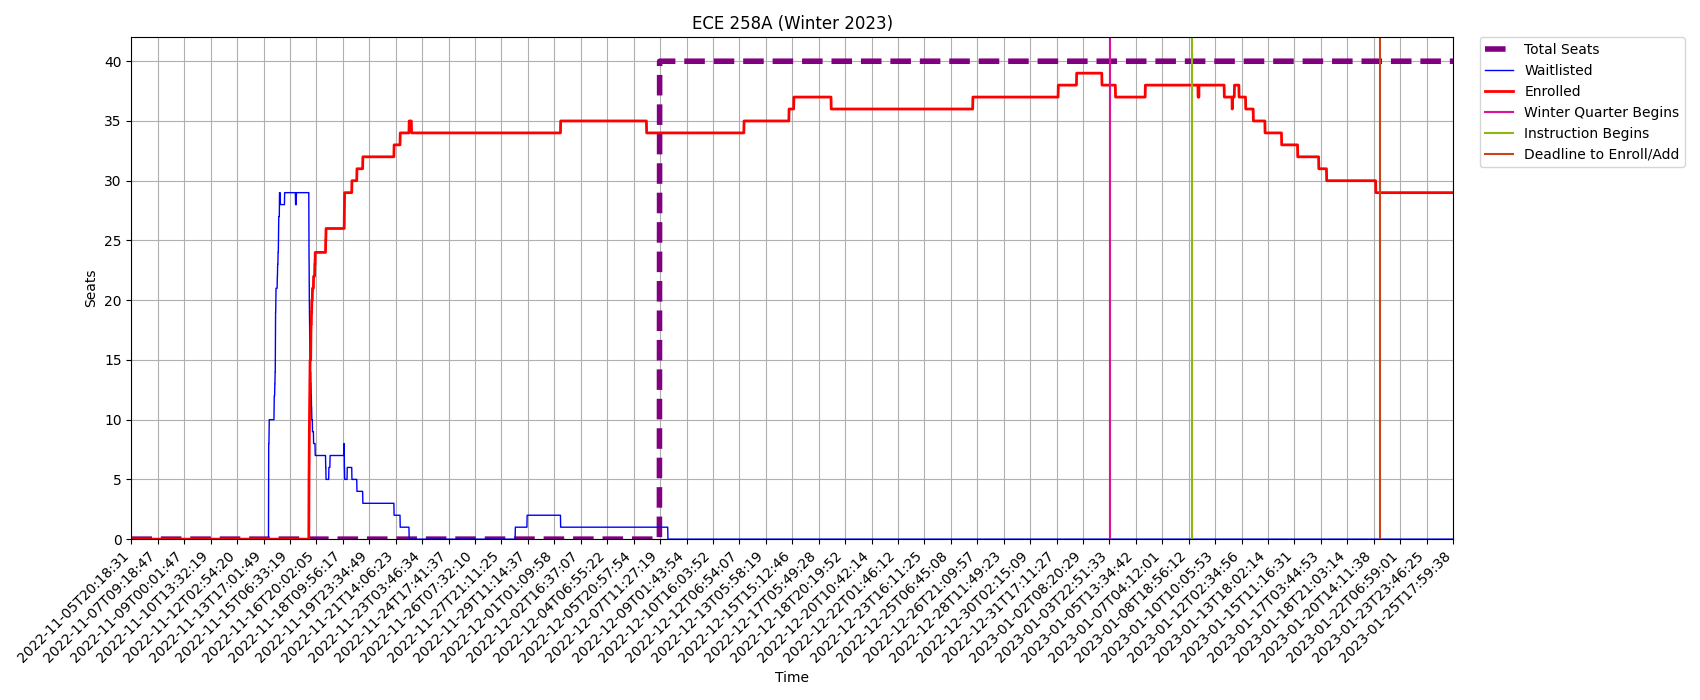 ECE 258A (Winter 2023)
Total Seats
Waitlisted
Enrolled
Winter Quarter Begins
Instruction Begins
Deadline to Enroll/Add
Seats
40
35
30
25
20
15
10
5
0
2022-11-05T20:18:31
2022-11-07T09:18:47
2022-11-09T00:01:47
2022-11-10T13:32:19
2022-11-12T02:54:20
2022-11-13T17:01:49
2022-11-15T06:33:19
2022-11-16T20:02:05
2022-11-18T09:56:17
2022-11-19T23:34:49
2022-11-21T14:06:23
2022-11-23T03:46:34
2022-11-24T17:41:37
2022-11-26T07:32:10
2022-11-27T21:11:25
2022-11-29T11:14:37
2022-12-01T01:09:58
2022-12-02T16:37:07
2022-12-04T06:55:22
2022-12-05T20:57:54
2022-12-07T11:27:19
2022-12-09T01:43:54
2022-12-10T16:03:52
2022-12-12T06:54:07
2022-12-13T05:58:19
2022-12-15T15:12:46
2022-12-17T05:49:28
2022-12-18T20:19:52
2022-12-20T10:42:14
2022-12-22T01:46:12
2022-12-23T16:11:25
2022-12-25T06:45:08
2022-12-26T21:09:57
2022-12-28T11:49:23
2022-12-30T02:15:09
2022-12-31T17:11:27
2023-01-02T08:20:29
2023-01-03T22:51:33
2023-01-05T13:34:42
2023-01-07T04:12:01
2023-01-08T18:56:12
2023-01-10T10:05:53
2023-01-12T02:34:56
2023-01-13T18:02:14
2023-01-15T11:16:31
2023-01-17T03:44:53
2023-01-18T21:03:14
2023-01-20T14:11:38
2023-01-22T06:59:01
2023-01-23T23:46:25
2023-01-25T17:59:38
Time